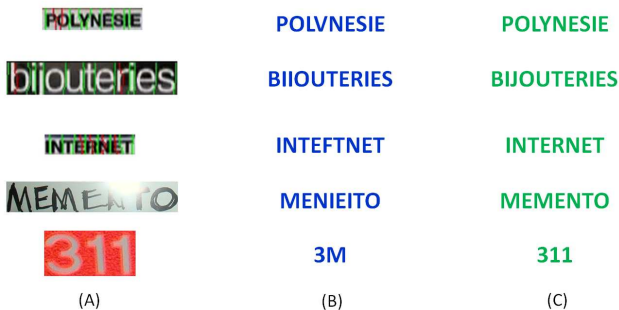 POLYNESIE POLVNESIE POLYNESIE
bijouteries BIIOUTERIES BIJOUTERIES
INTERNET INTEFTNET INTERNET
MEMENTO MENIEITO MEMENTO
311 3M 311
(A) (B) (C)